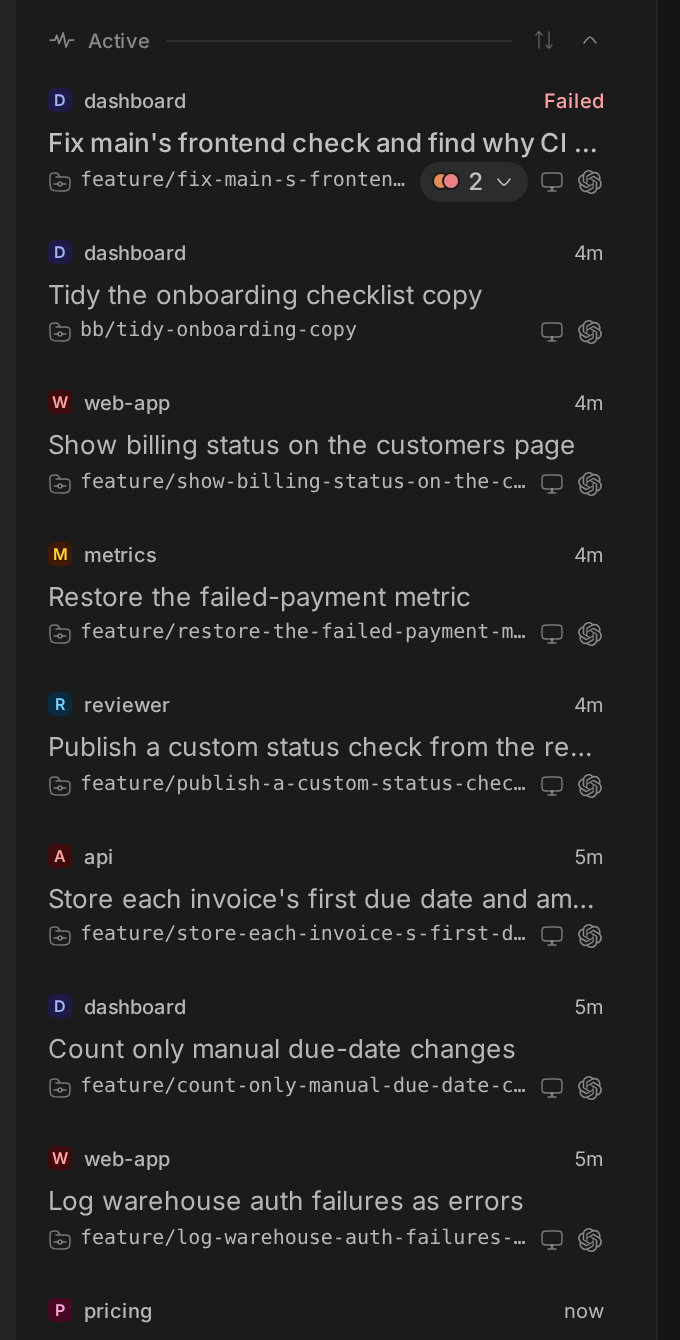 Active
D dashboard Failed
Fix main's frontend check and find why CI ...
feature/fix-main-s-fronten… 2
D dashboard 4m
Tidy the onboarding checklist copy
bb/tidy-onboarding-copy
W web-app 4m
Show billing status on the customers page
feature/show-billing-status-on-the-c…
M metrics 4m
Restore the failed-payment metric
feature/restore-the-failed-payment-m…
R reviewer 4m
Publish a custom status check from the re...
feature/publish-a-custom-status-chec…
A api 5m
Store each invoice's first due date and am...
feature/store-each-invoice-s-first-d…
D dashboard 5m
Count only manual due-date changes
feature/count-only-manual-due-date-c…
W web-app 5m
Log warehouse auth failures as errors
feature/log-warehouse-auth-failures-…
P pricing now